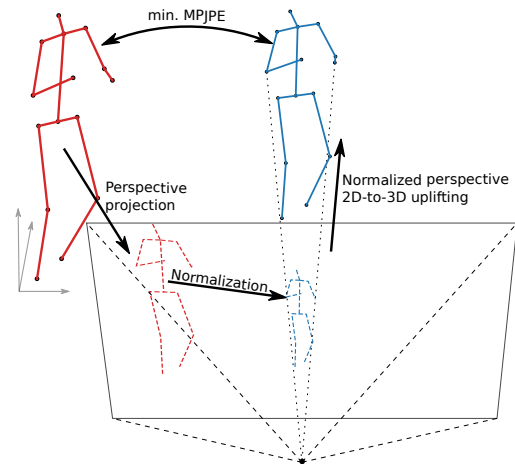 min. MPJPE
Perspective
projection
Normalized perspective
2D-to-3D uplifting
Normalization